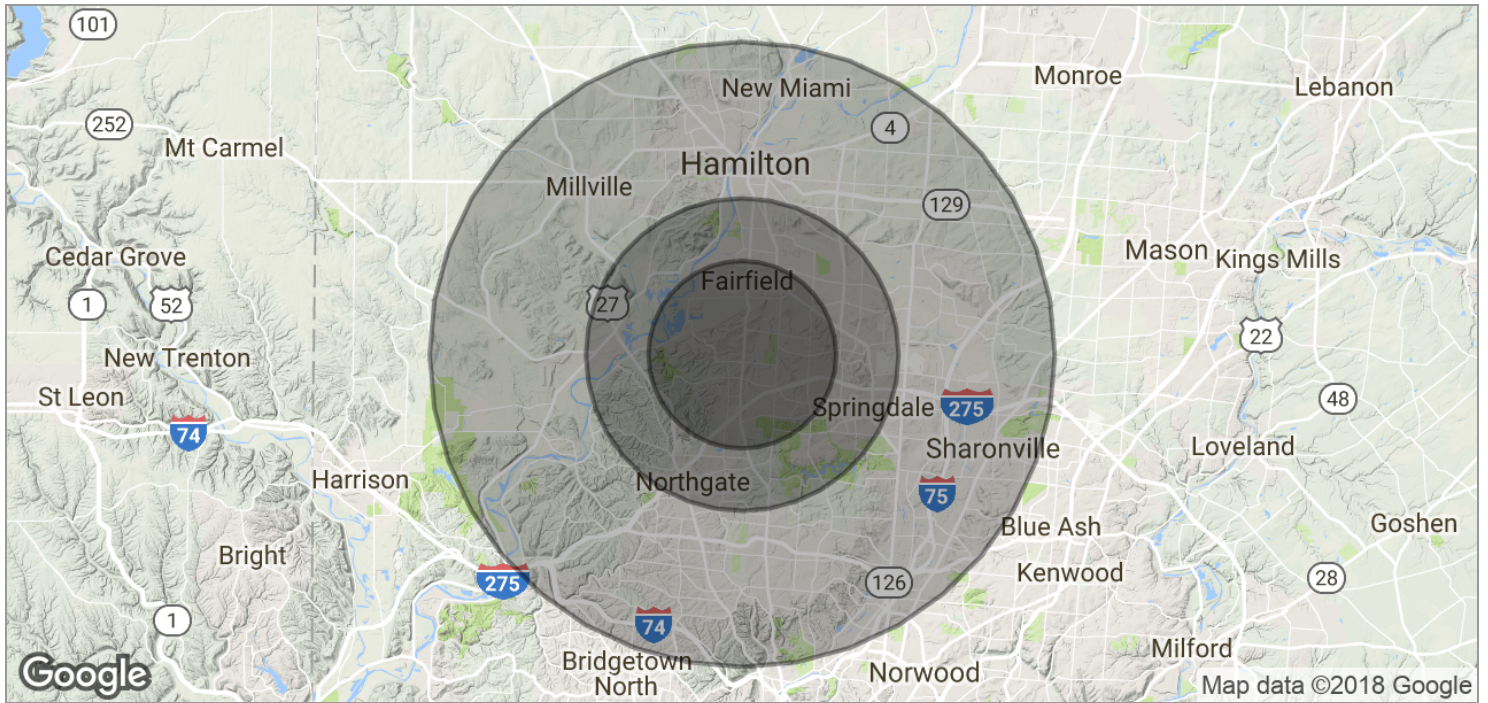 101
New Miami
Monroe
Lebanon
252
4
Mt Carmel
Hamilton
Millville
129
Cedar Grove
Mason
Kings Mills
Fairfield
1
52
27
22
New Trenton
St Leon
Springdale
275
48
74
Sharonville
Loveland
Harrison
Northgate
75
Blue Ash
Goshen
Bright
275
126
Kenwood
28
1
74
Bridgetown
North
Norwood
Milford
Google
Map data ©2018 Google